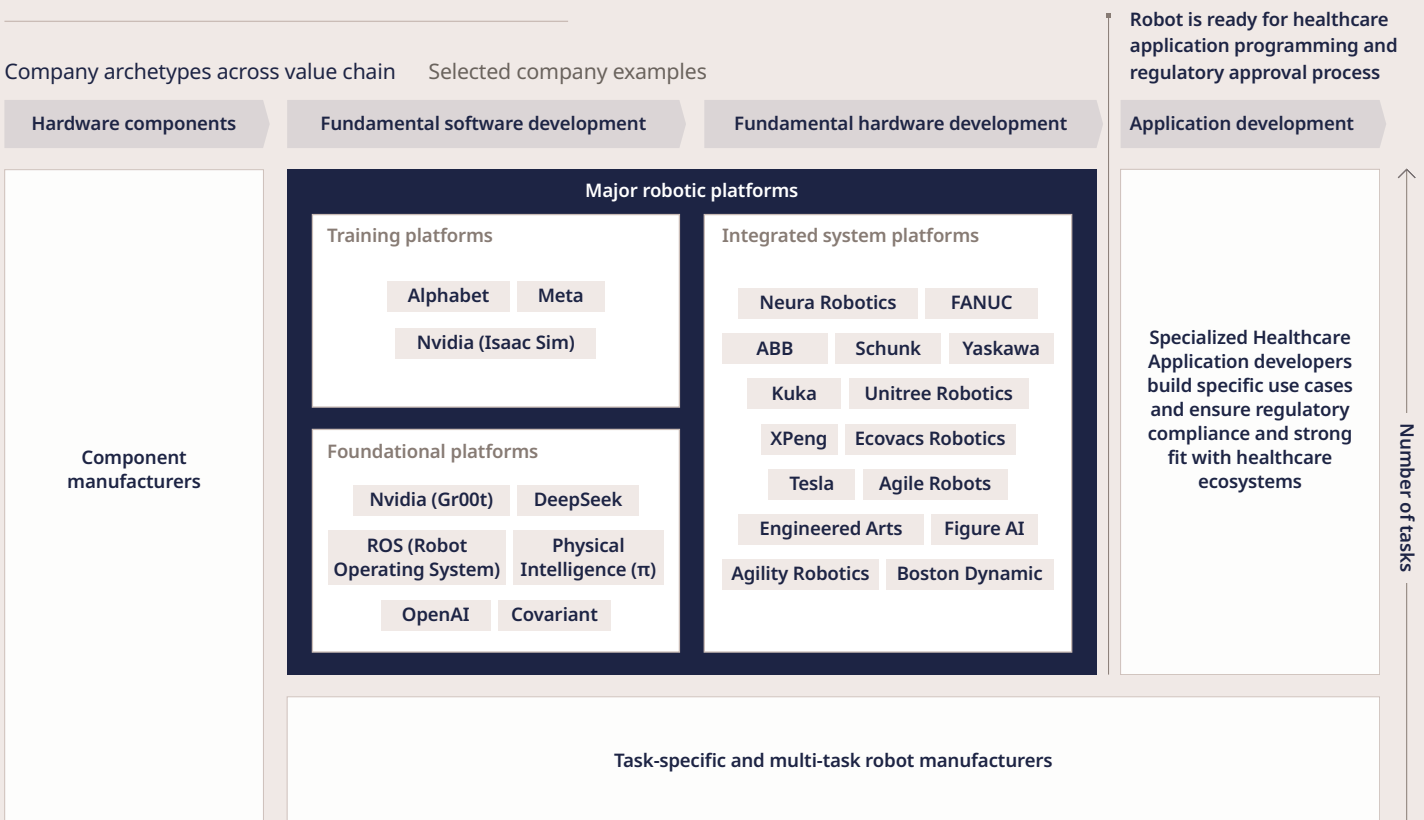 Robot is ready for healthcare
application programming and
regulatory approval process
Company archetypes across value chain
Selected company examples
Hardware components
Fundamental software development
Fundamental hardware development
Application development
Component
manufacturers
Major robotic platforms
Training platforms
Alphabet
Meta
Nvidia (Isaac Sim)
Foundational platforms
Nvidia (Gr00t)
DeepSeek
ROS (Robot
Operating System)
Physical
Intelligence (π)
OpenAI
Covariant
Integrated system platforms
Neura Robotics
FANUC
ABB
Schunk
Yaskawa
Kuka
Unitree Robotics
XPeng
Ecovacs Robotics
Tesla
Agile Robots
Engineered Arts
Figure AI
Agility Robotics
Boston Dynamic
Specialized Healthcare
Application developers
build specific use cases
and ensure regulatory
compliance and strong
fit with healthcare
ecosystems
Number of tasks
Task-specific and multi-task robot manufacturers